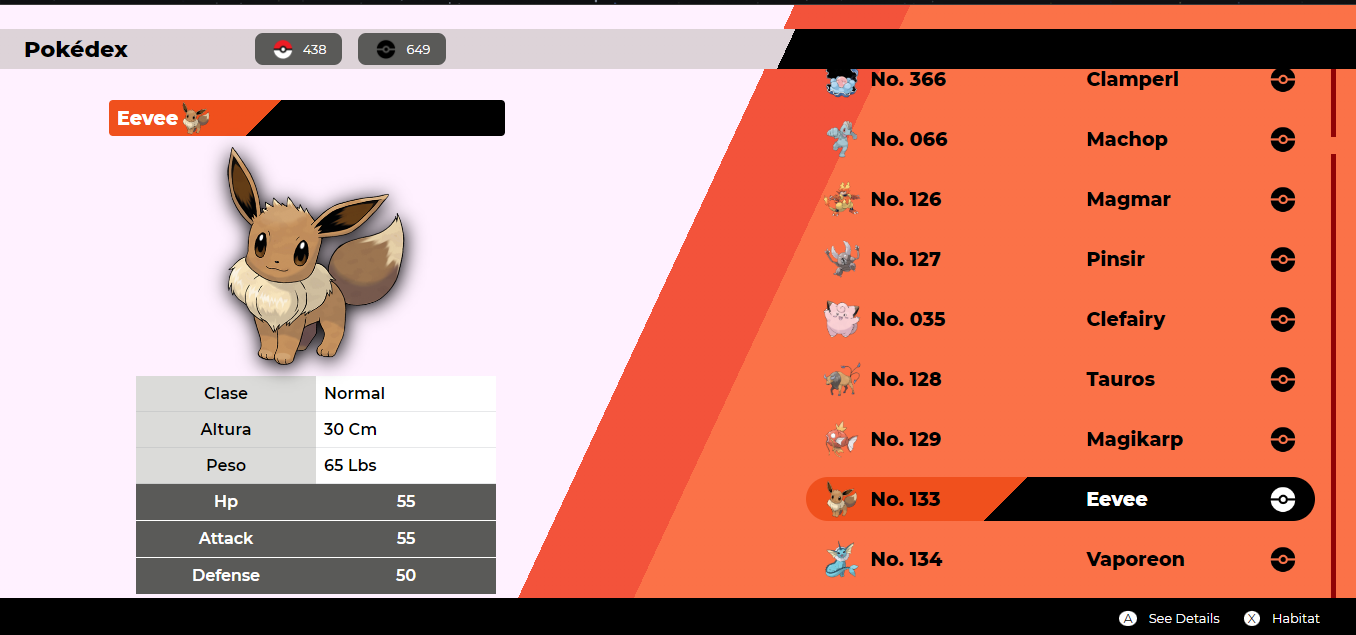 Pokédex 438 649
Eevee
Clase Normal
Altura 30 Cm
Peso 65 Lbs
Hp 55
Attack 55
Defense 50
No. 366 Clamperl
No. 066 Machop
No. 126 Magmar
No. 127 Pinsir
No. 035 Clefairy
No. 128 Tauros
No. 129 Magikarp
No. 133 Eevee
No. 134 Vaporeon
A See Details X Habitat